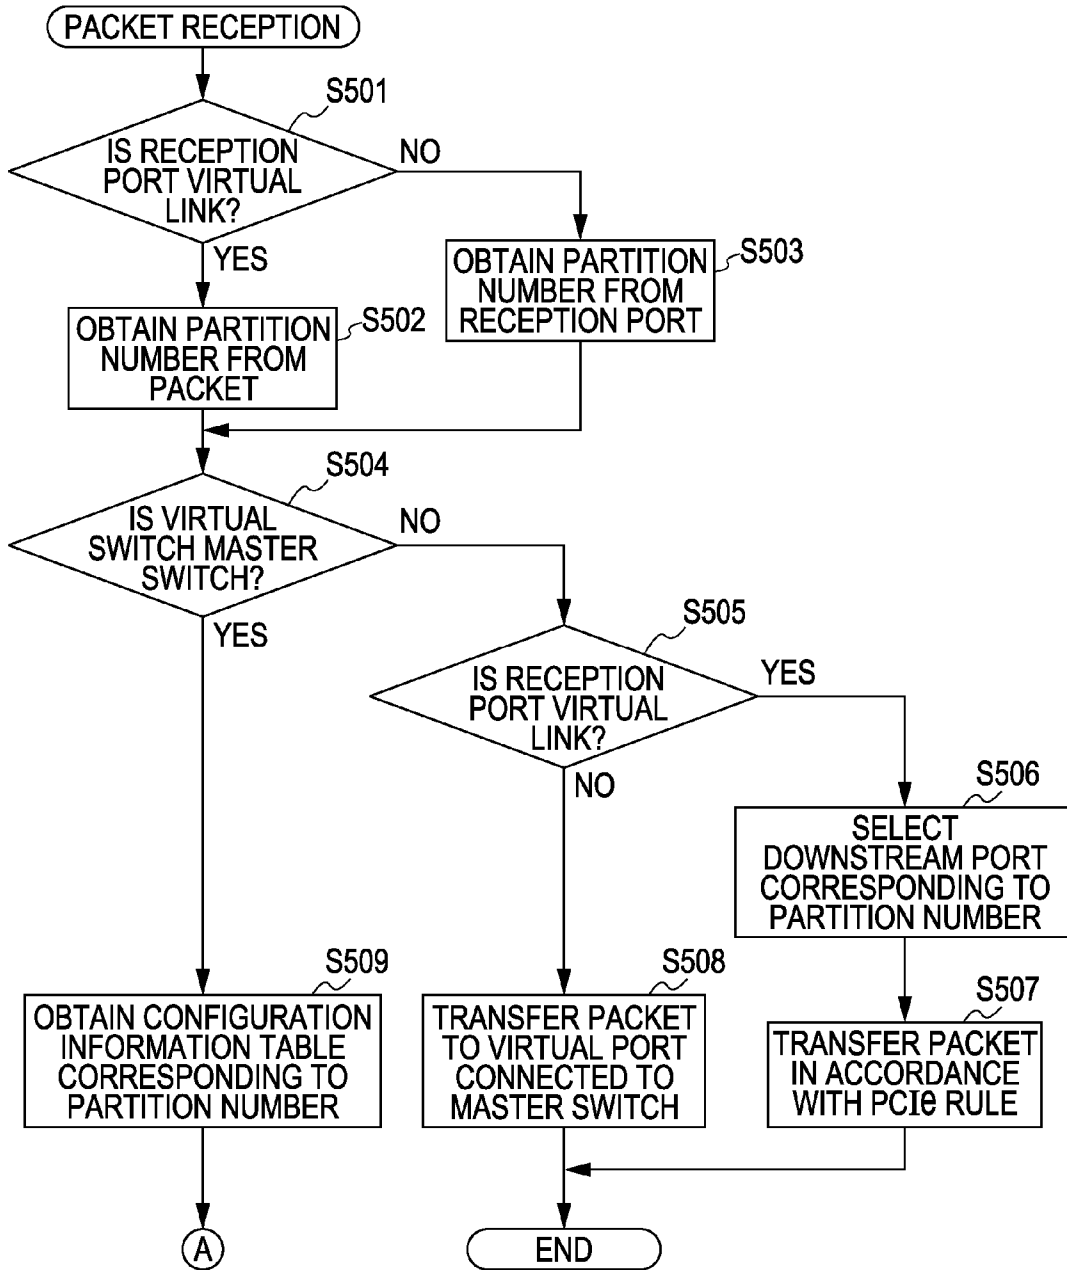 PACKET RECEPTION
S501
IS RECEPTION
PORT VIRTUAL
LINK?
NO
YES
S503
OBTAIN PARTITION
NUMBER FROM
RECEPTION PORT
S502
OBTAIN PARTITION
NUMBER FROM
PACKET
S504
IS VIRTUAL
SWITCH MASTER
SWITCH?
NO
YES
S505
IS RECEPTION
PORT VIRTUAL
LINK?
YES
NO
S506
SELECT
DOWNSTREAM PORT
CORRESPONDING TO
PARTITION NUMBER
S509
OBTAIN CONFIGURATION
INFORMATION TABLE
CORRESPONDING TO
PARTITION NUMBER
S508
TRANSFER PACKET
TO VIRTUAL PORT
CONNECTED TO
MASTER SWITCH
S507
TRANSFER PACKET
IN ACCORDANCE
WITH PCIe RULE
A
END